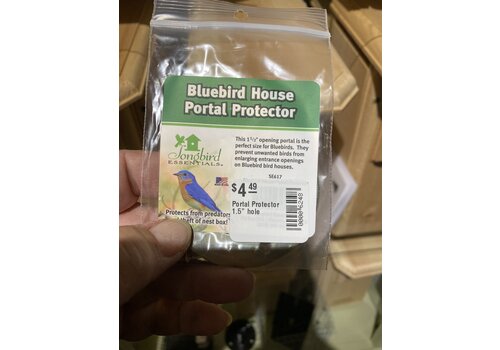 Bluebird House
Portal Protector
Songbird
ESSENTIALS
This 1½" opening portal is the
perfect size for Bluebirds. They
prevent unwanted birds from
enlarging entrance openings
on Bluebird bird houses.
SE637
$4.49
Portal Protector
1.5" hole
Protects from predators
theft of nest box!